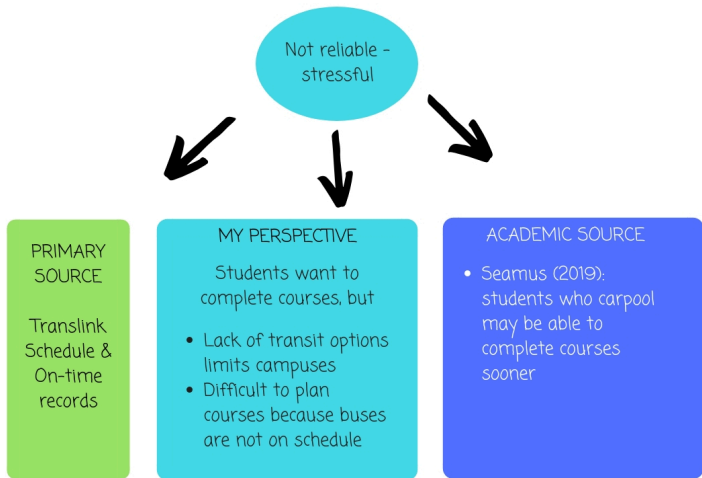 Not reliable -
stressful
PRIMARY
SOURCE
Translink
Schedule &
On-time
records
MY PERSPECTIVE
Students want to
complete courses, but
• Lack of transit options
limits campuses
• Difficult to plan
courses because buses
are not on schedule
ACADEMIC SOURCE
• Seamus (2019):
students who carpool
may be able to
complete courses
sooner